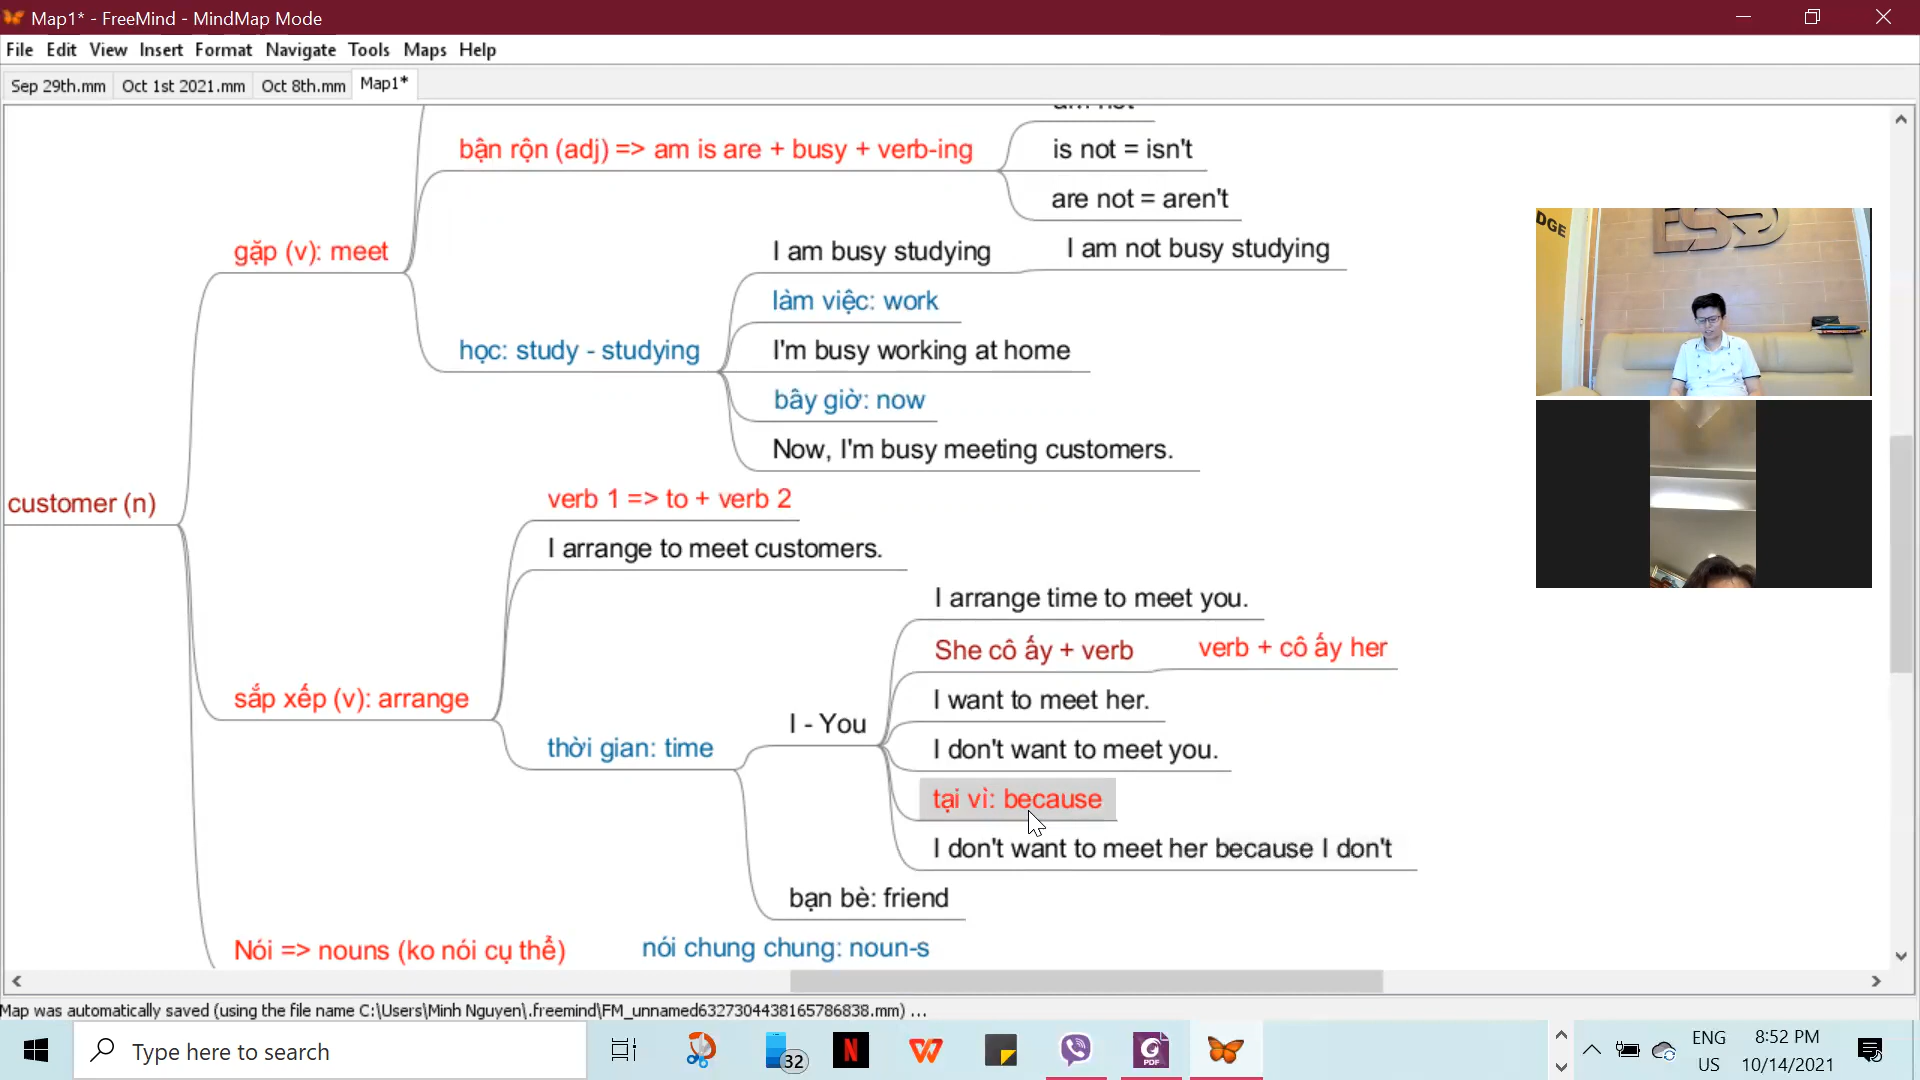 Map1* - FreeMind - MindMap Mode
File Edit View Insert Format Navigate Tools Maps Help
Sep 29th.mm Oct 1st 2021.mm Oct 8th.mm Map1*
bận rộn (adj) => am is are + busy + verb-ing
is not = isn't
are not = aren't
gặp (v): meet
I am busy studying
I am not busy studying
làm việc: work
học: study - studying
I'm busy working at home
bây giờ: now
Now, I'm busy meeting customers.
customer (n)
verb 1 => to + verb 2
I arrange to meet customers.
I arrange time to meet you.
She cô ấy + verb
verb + cô ấy her
sắp xếp (v): arrange
I want to meet her.
I - You
thời gian: time
I don't want to meet you.
tại vì: because
I don't want to meet her because I don't
bạn bè: friend
Nói => nouns (ko nói cụ thể)
nói chung chung: noun-s
DGE
ESD
Map was automatically saved (using the file name C:\Users\Minh Nguyen\.freemind\FM_unnamed6327304438165786838.mm) ...
Type here to search
32
N
W
PDF
ENG
US
8:52 PM
10/14/2021